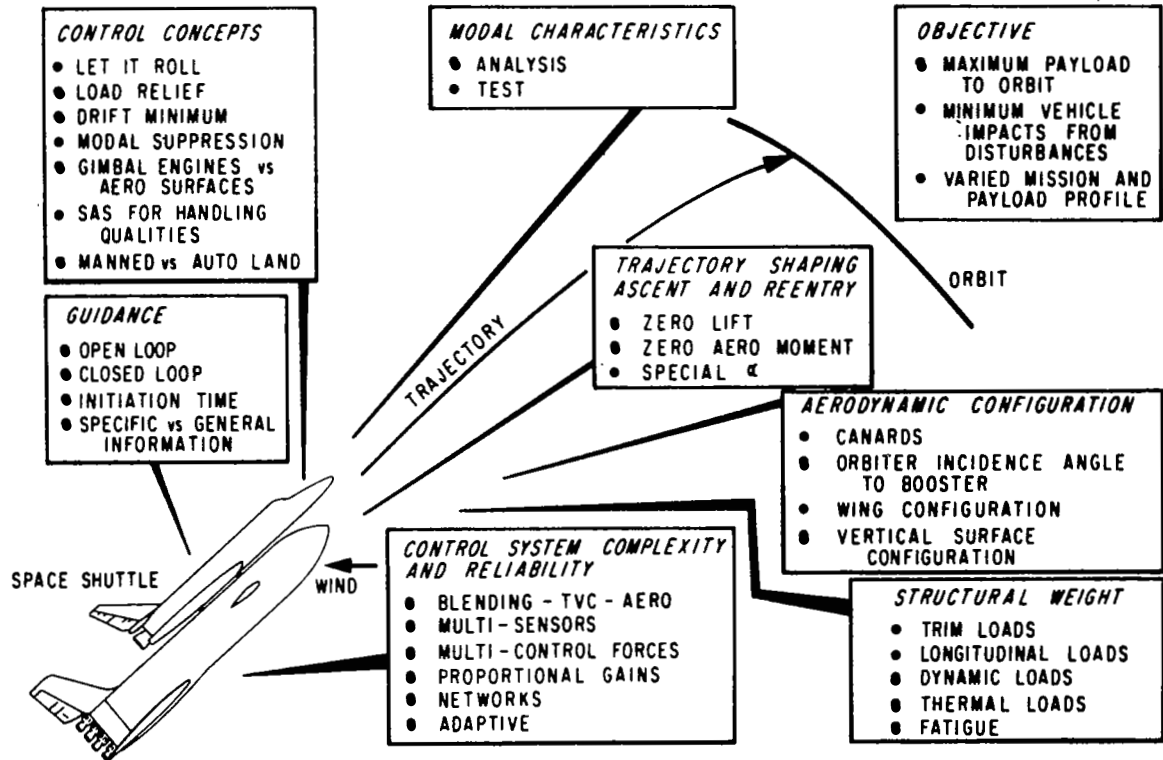 CONTROL CONCEPTS
• LET IT ROLL
• LOAD RELIEF
• DRIFT MINIMUM
• MODAL SUPPRESSION
• GIMBAL ENGINES vs
AERO SURFACES
• SAS FOR HANDLING
QUALITIES
• MANNED vs AUTO LAND
GUIDANCE
• OPEN LOOP
• CLOSED LOOP
• INITIATION TIME
• SPECIFIC vs GENERAL
INFORMATION
MODAL CHARACTERISTICS
• ANALYSIS
• TEST
OBJECTIVE
• MAXIMUM PAYLOAD
TO ORBIT
• MINIMUM VEHICLE
IMPACTS FROM
DISTURBANCES
• VARIED MISSION AND
PAYLOAD PROFILE
TRAJECTORY
ORBIT
TRAJECTORY SHAPING
ASCENT AND REENTRY
• ZERO LIFT
• ZERO AERO MOMENT
• SPECIAL α
AERODYNAMIC CONFIGURATION
• CANARDS
• ORBITER INCIDENCE ANGLE
TO BOOSTER
• WING CONFIGURATION
• VERTICAL SURFACE
CONFIGURATION
SPACE SHUTTLE
WIND
CONTROL SYSTEM COMPLEXITY
AND RELIABILITY
• BLENDING - TVC - AERO
• MULTI-SENSORS
• MULTI-CONTROL FORCES
• PROPORTIONAL GAINS
• NETWORKS
• ADAPTIVE
STRUCTURAL WEIGHT
• TRIM LOADS
• LONGITUDINAL LOADS
• DYNAMIC LOADS
• THERMAL LOADS
• FATIGUE